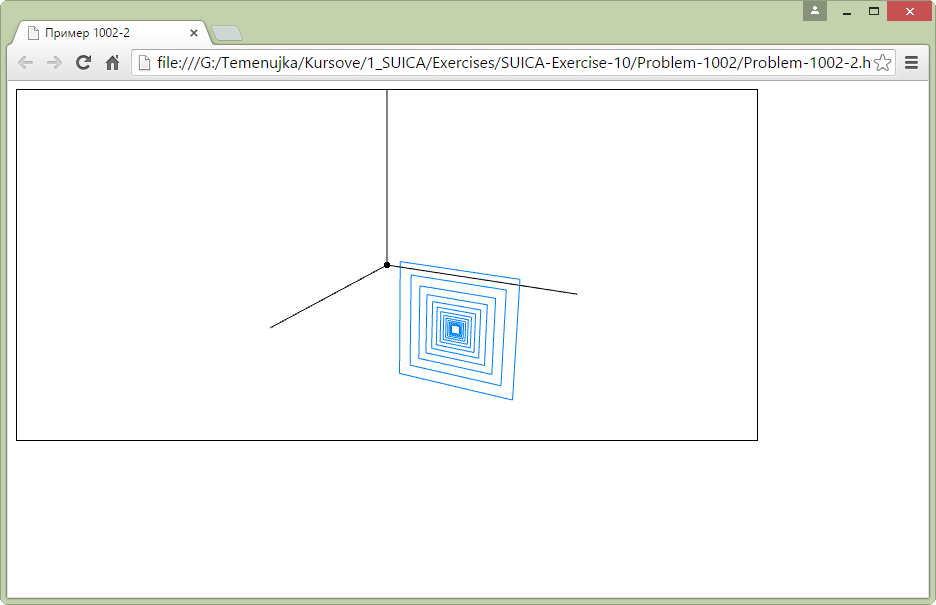 Пример 1002-2
file:///G:/Temenujka/Kursove/1_SUICA/Exercises/SUICA-Exercise-10/Problem-1002/Problem-1002-2.h